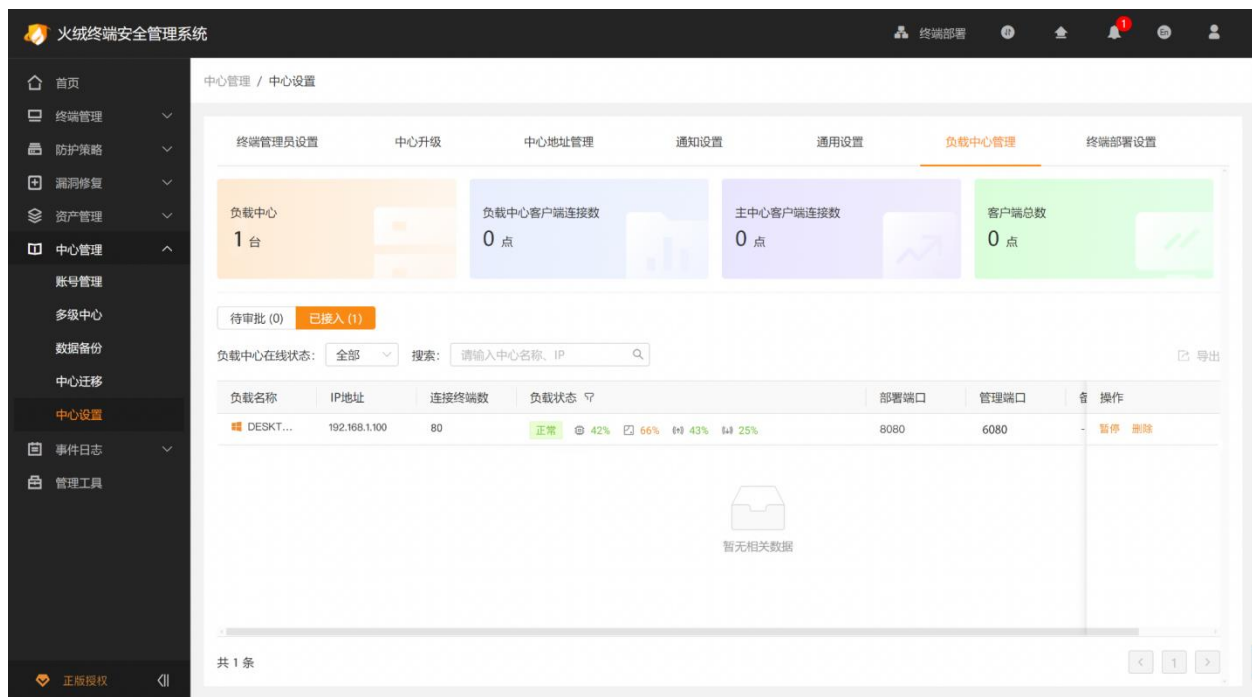 火绒终端安全管理系统
终端部署
1
En
首页
终端管理
防护策略
漏洞修复
资产管理
中心管理
账号管理
多级中心
数据备份
中心迁移
中心设置
事件日志
管理工具
正版授权
中心管理 / 中心设置
终端管理员设置 中心升级 中心地址管理 通知设置 通用设置 负载中心管理 终端部署设置
负载中心 负载中心客户端连接数 主中心客户端连接数 客户端总数
1 台 0 点 0 点 0 点
待审批 (0) 已接入 (1)
负载中心在线状态: 全部 搜索: 请输入中心名称、IP 导出
负载名称 IP地址 连接终端数 负载状态 部署端口 管理端口 操作
DESKT... 192.168.1.100 80 正常 42% 66% 43% 25% 8080 6080 - 暂停 删除
暂无相关数据
共 1 条 < 1 >